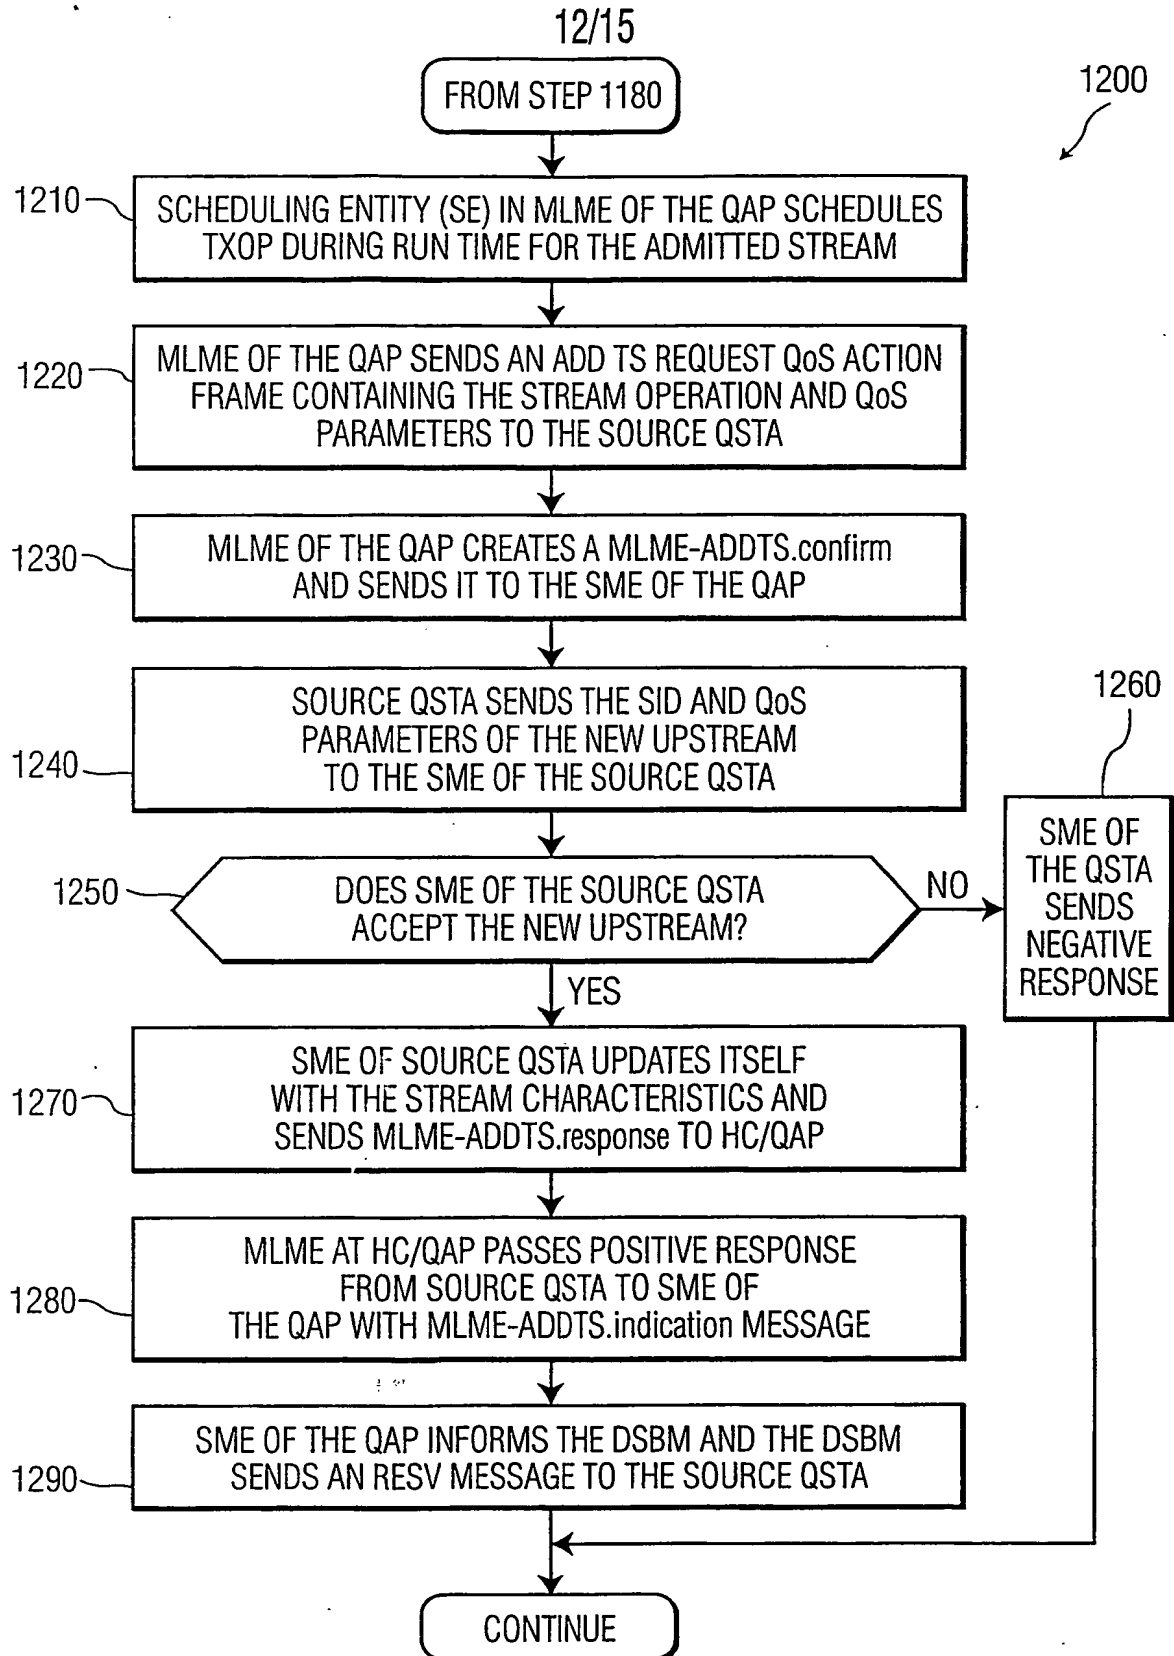 12/15
FROM STEP 1180
1200
1210
SCHEDULING ENTITY (SE) IN MLME OF THE QAP SCHEDULES
TXOP DURING RUN TIME FOR THE ADMITTED STREAM
1220
MLME OF THE QAP SENDS AN ADD TS REQUEST QoS ACTION
FRAME CONTAINING THE STREAM OPERATION AND QoS
PARAMETERS TO THE SOURCE QSTA
1230
MLME OF THE QAP CREATES A MLME-ADDTS.confirm
AND SENDS IT TO THE SME OF THE QAP
1240
SOURCE QSTA SENDS THE SID AND QoS
PARAMETERS OF THE NEW UPSTREAM
TO THE SME OF THE SOURCE QSTA
1250
DOES SME OF THE SOURCE QSTA
ACCEPT THE NEW UPSTREAM?
NO
1260
SME OF
THE QSTA
SENDS
NEGATIVE
RESPONSE
YES
1270
SME OF SOURCE QSTA UPDATES ITSELF
WITH THE STREAM CHARACTERISTICS AND
SENDS MLME-ADDTS.response TO HC/QAP
1280
MLME AT HC/QAP PASSES POSITIVE RESPONSE
FROM SOURCE QSTA TO SME OF
THE QAP WITH MLME-ADDTS.indication MESSAGE
1290
SME OF THE QAP INFORMS THE DSBM AND THE DSBM
SENDS AN RESV MESSAGE TO THE SOURCE QSTA
CONTINUE